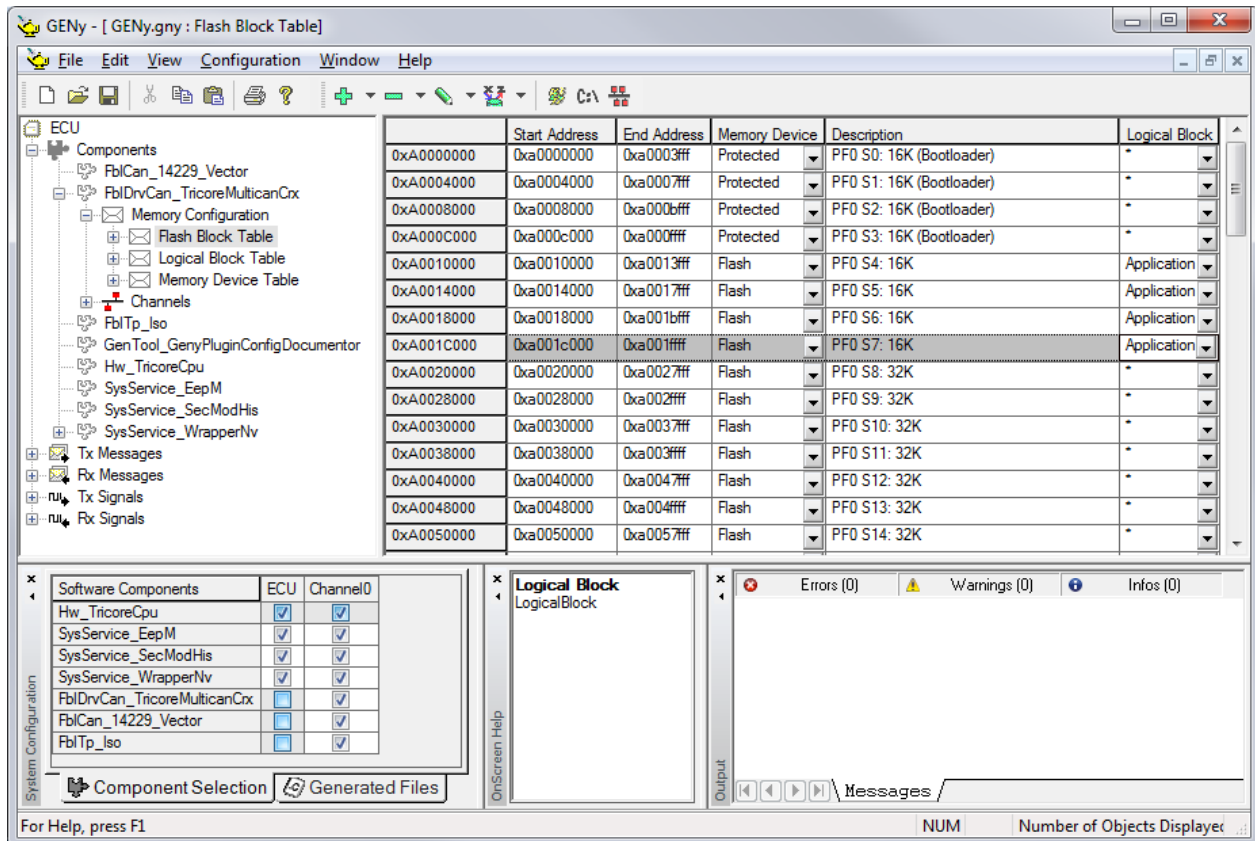 GENy - [ GENy.gny : Flash Block Table]
File Edit View Configuration Window Help
C:\
ECU
Components
FblCan_14229_Vector
FblDrvCan_TricoreMulticanCrx
Memory Configuration
Flash Block Table
Logical Block Table
Memory Device Table
Channels
FblTp_Iso
GenTool_GenyPluginConfigDocumentor
Hw_TricoreCpu
SysService_EepM
SysService_SecModHis
SysService_WrapperNv
Tx Messages
Rx Messages
Tx Signals
Rx Signals
Start Address End Address Memory Device Description Logical Block
0xA0000000 0xa0000000 0xa0003fff Protected PF0 S0: 16K (Bootloader) *
0xA0004000 0xa0004000 0xa0007fff Protected PF0 S1: 16K (Bootloader) *
0xA0008000 0xa0008000 0xa000bfff Protected PF0 S2: 16K (Bootloader) *
0xA000C000 0xa000c000 0xa000ffff Protected PF0 S3: 16K (Bootloader) *
0xA0010000 0xa0010000 0xa0013fff Flash PF0 S4: 16K Application
0xA0014000 0xa0014000 0xa0017fff Flash PF0 S5: 16K Application
0xA0018000 0xa0018000 0xa001bfff Flash PF0 S6: 16K Application
0xA001C000 0xa001c000 0xa001ffff Flash PF0 S7: 16K Application
0xA0020000 0xa0020000 0xa0027fff Flash PF0 S8: 32K *
0xA0028000 0xa0028000 0xa002ffff Flash PF0 S9: 32K *
0xA0030000 0xa0030000 0xa0037fff Flash PF0 S10: 32K *
0xA0038000 0xa0038000 0xa003ffff Flash PF0 S11: 32K *
0xA0040000 0xa0040000 0xa0047fff Flash PF0 S12: 32K *
0xA0048000 0xa0048000 0xa004ffff Flash PF0 S13: 32K *
0xA0050000 0xa0050000 0xa0057fff Flash PF0 S14: 32K *
System Configuration
Software Components ECU Channel0
Hw_TricoreCpu
SysService_EepM
SysService_SecModHis
SysService_WrapperNv
FblDrvCan_TricoreMulticanCrx
FblCan_14229_Vector
FblTp_Iso
Component Selection Generated Files
OnScreen Help
Logical Block
LogicalBlock
Output
Errors (0) Warnings (0) Infos (0)
Messages
For Help, press F1 NUM Number of Objects Displayed